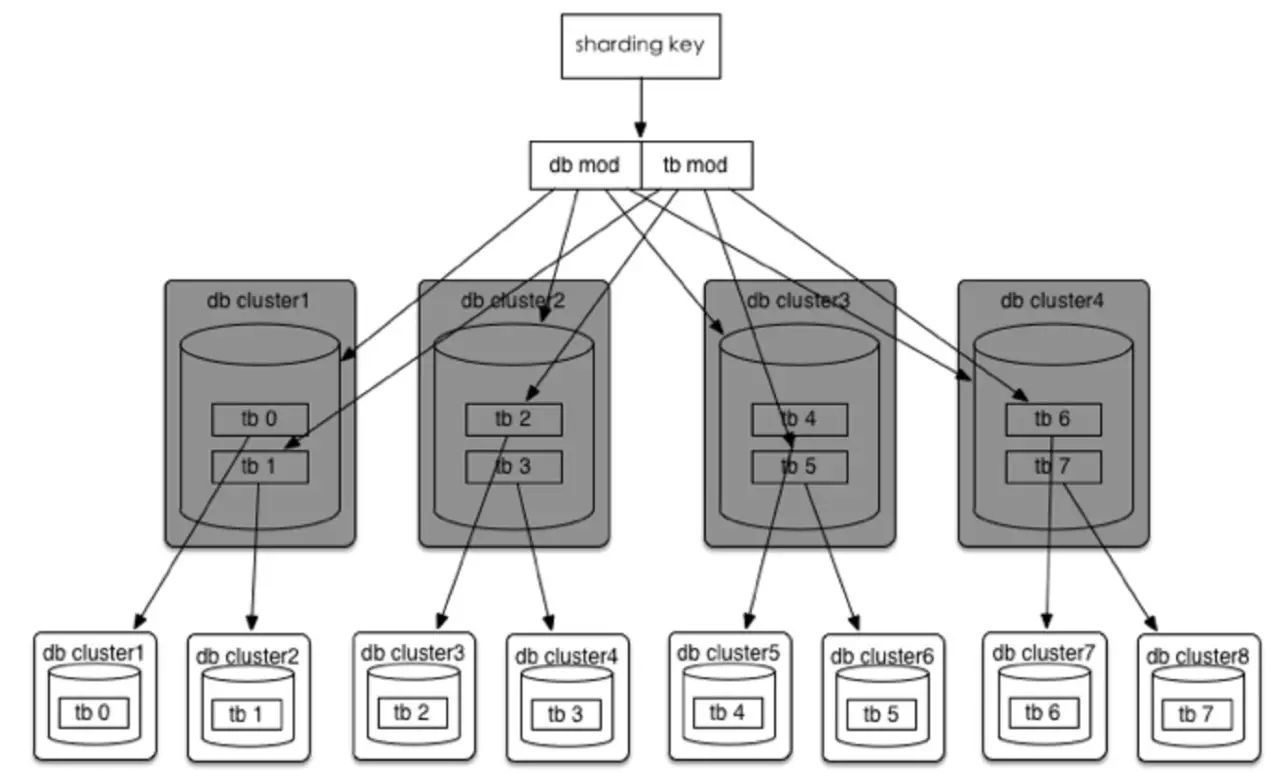 sharding key
db mod
tb mod
db cluster1
db cluster2
db cluster3
db cluster4
tb 0
tb 2
tb 4
tb 6
tb 1
tb 3
tb 5
tb 7
db cluster1
db cluster2
db cluster3
db cluster4
db cluster5
db cluster6
db cluster7
db cluster8
tb 0
tb 1
tb 2
tb 3
tb 4
tb 5
tb 6
tb 7